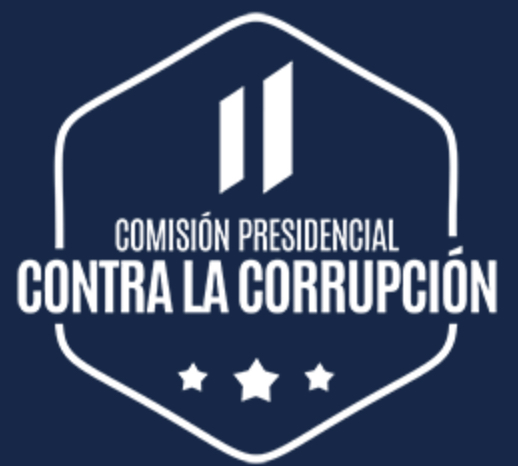 COMISIÓN PRESIDENCIAL
CONTRA LA CORRUPCIÓN